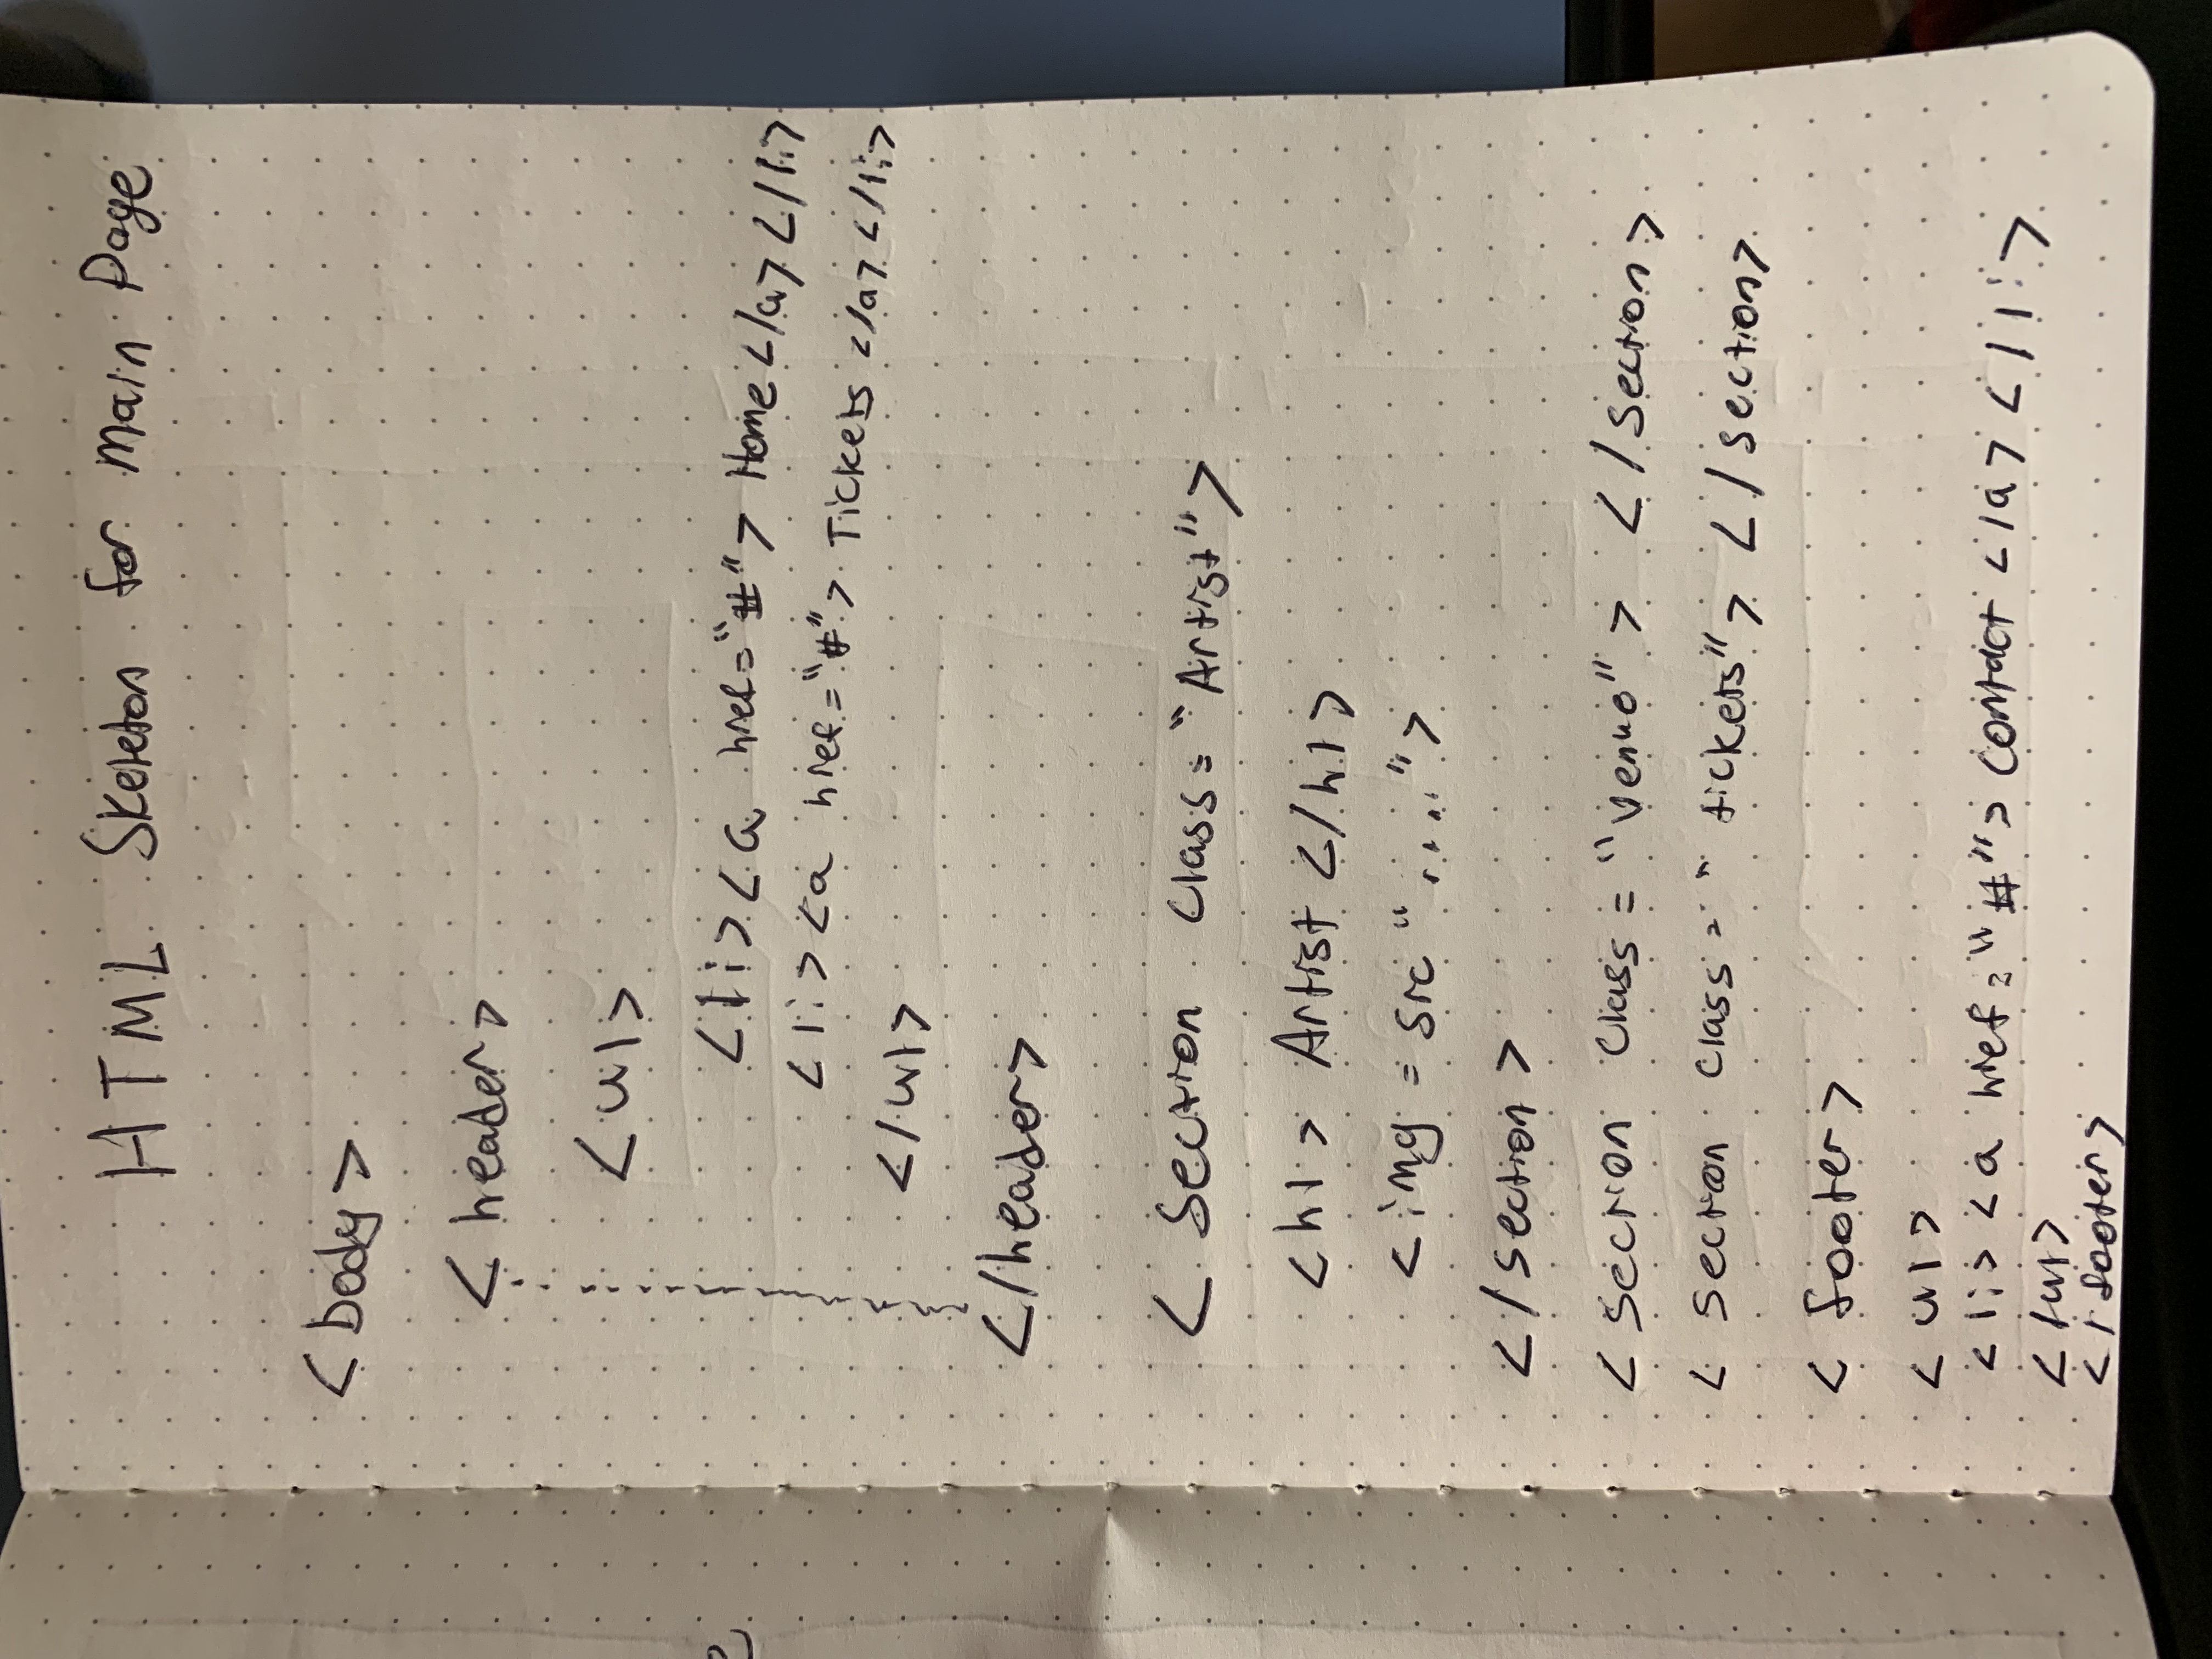 HTML Skeleton for Main Page
<body>
<header>
<ul>
<li><a href="#"> Home </a> </li>
<li><a href="#"> Tickets </a> </li>
</ul>
</header>
<section class="Artist">
<h1> Artist </h1>
<img = src "....">
</section>
<section class="venue"> </section>
<section class="tickets"> </section>
<footer>
<ul>
<li><a href="#"> contact </a> </li>
</ul>
</footer>